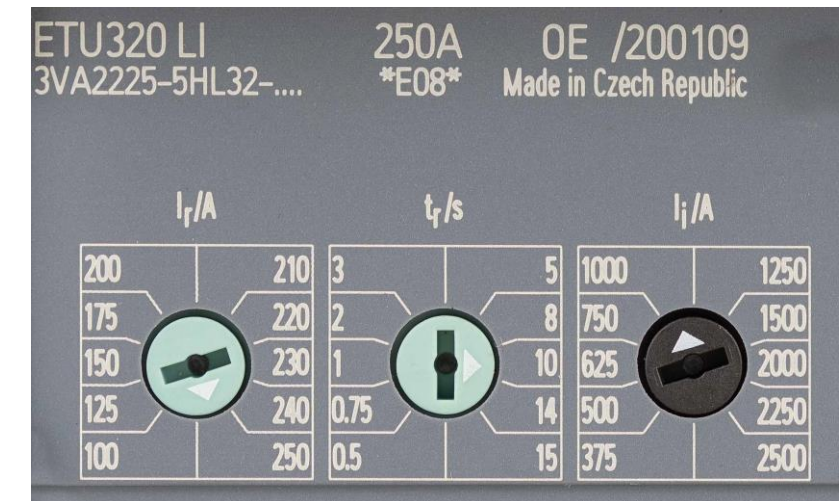 ETU320 LI 250A OE /200109
3VA2225-5HL32-.... *E08* Made in Czech Republic
Ir/A tr/s Ii/A
200 210 3 5 1000 1250
175 220 2 8 750 1500
150 230 1 10 625 2000
125 240 0.75 14 500 2250
100 250 0.5 15 375 2500